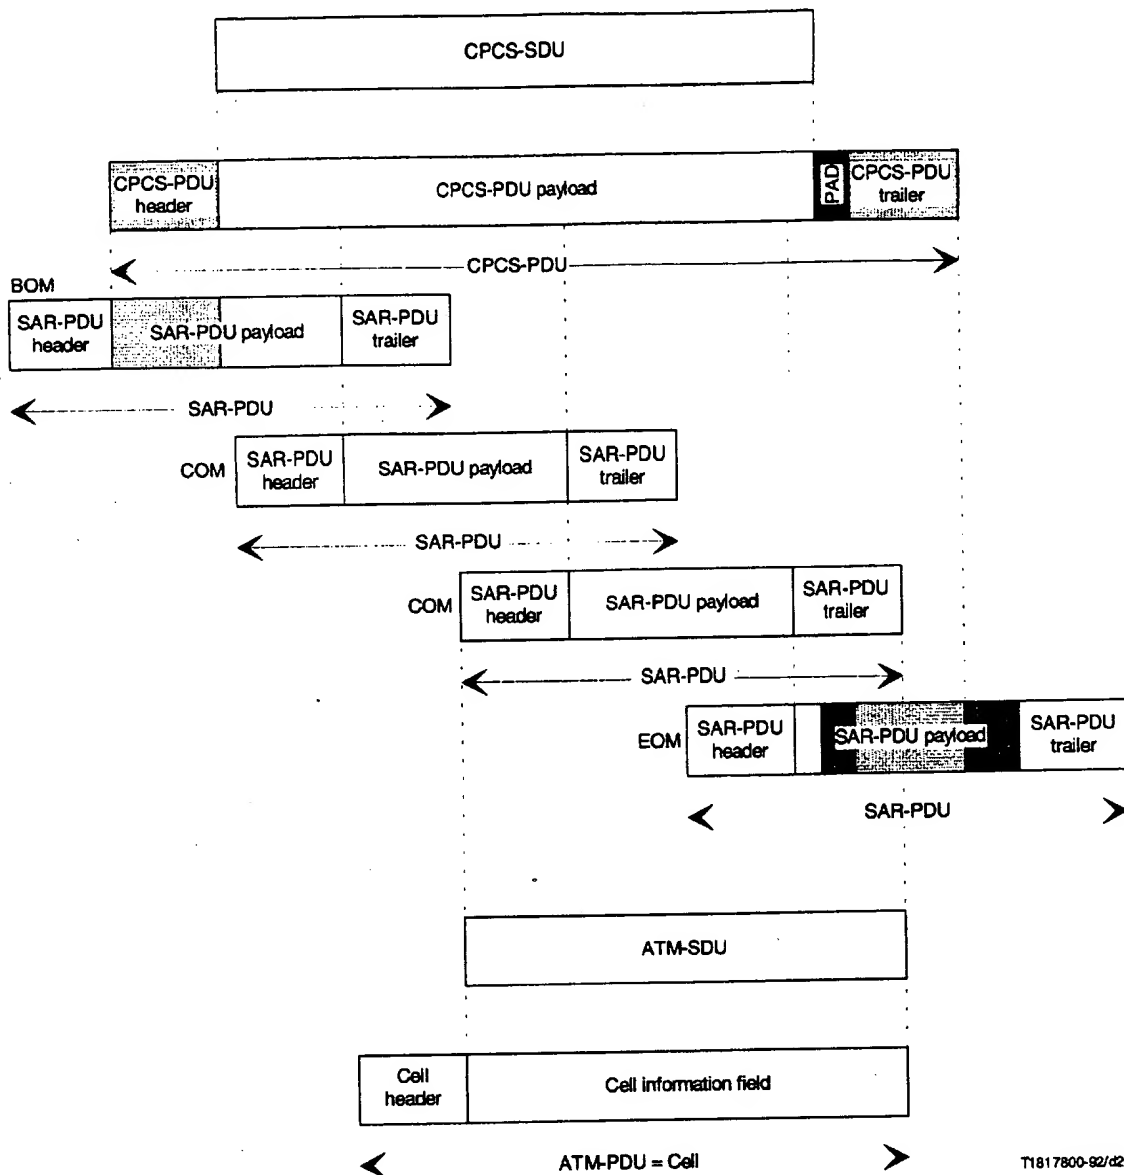 CPCS-SDU
CPCS-PDU
header
CPCS-PDU payload
PAD
CPCS-PDU
trailer
CPCS-PDU
BOM
SAR-PDU
header
SAR-PDU payload
SAR-PDU
trailer
SAR-PDU
COM
SAR-PDU
header
SAR-PDU payload
SAR-PDU
trailer
SAR-PDU
COM
SAR-PDU
header
SAR-PDU payload
SAR-PDU
trailer
SAR-PDU
EOM
SAR-PDU
header
SAR-PDU payload
SAR-PDU
trailer
SAR-PDU
ATM-SDU
Cell
header
Cell information field
ATM-PDU = Cell
T1817800-92/d2